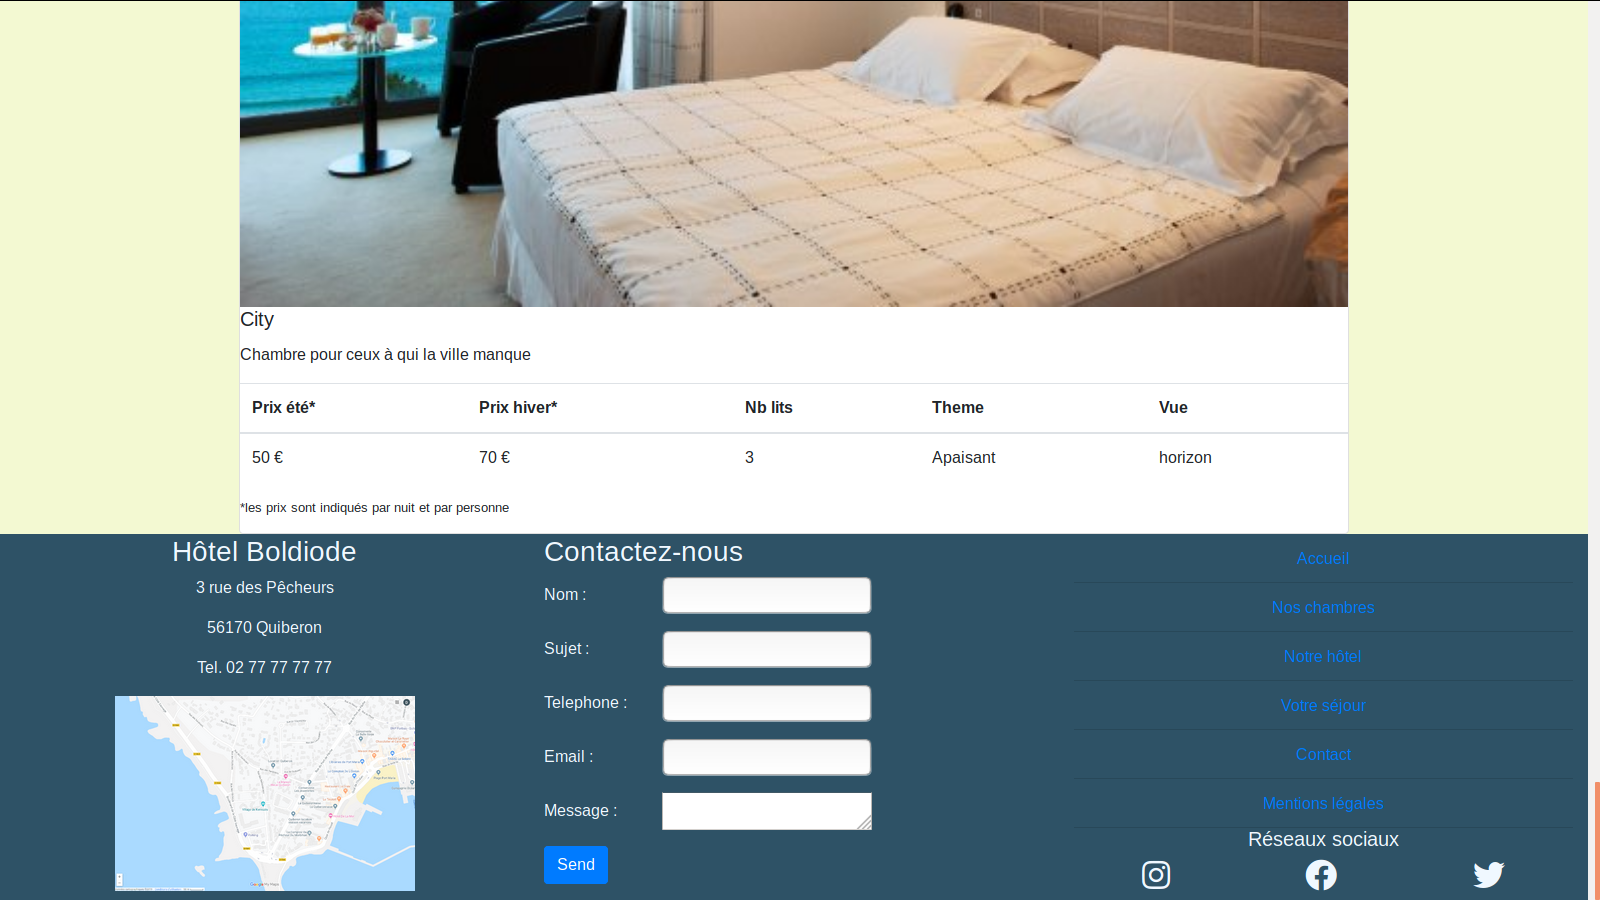 City
Chambre pour ceux à qui la ville manque
Prix été* Prix hiver* Nb lits Theme Vue
50 € 70 € 3 Apaisant horizon
*les prix sont indiqués par nuit et par personne
Hôtel Boldiode
3 rue des Pêcheurs
56170 Quiberon
Tel. 02 77 77 77 77
Contactez-nous
Nom :
Sujet :
Telephone :
Email :
Message :
Send
Accueil
Nos chambres
Notre hôtel
Votre séjour
Contact
Mentions légales
Réseaux sociaux